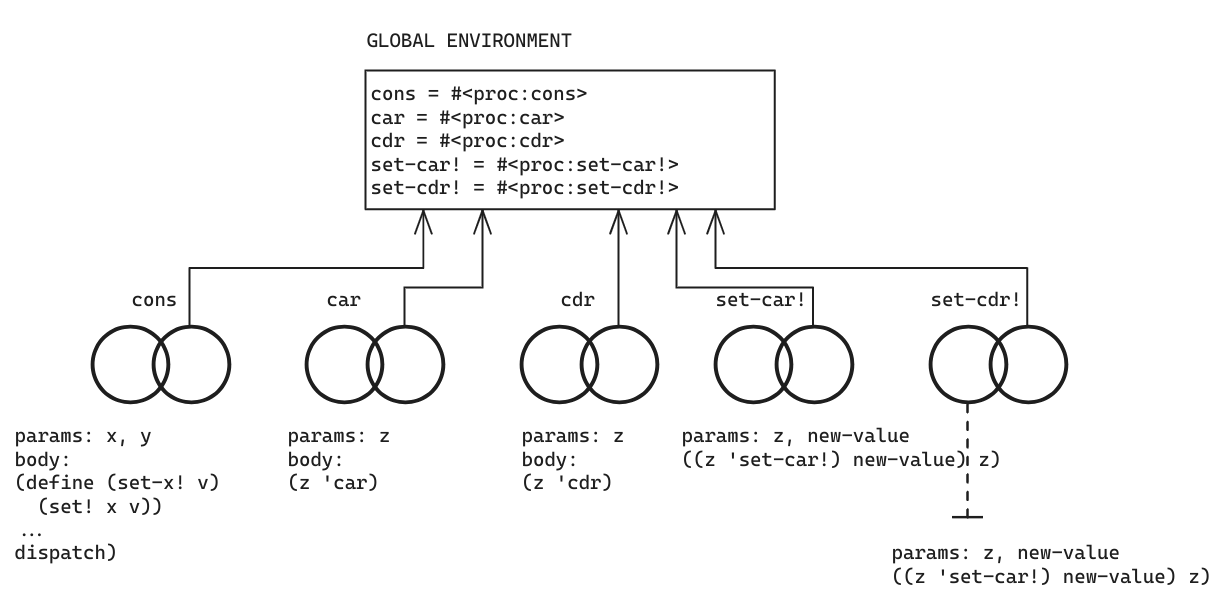 GLOBAL ENVIRONMENT
cons = #<proc:cons>
car = #<proc:car>
cdr = #<proc:cdr>
set-car! = #<proc:set-car!>
set-cdr! = #<proc:set-cdr!>
cons
car
cdr
set-car!
set-cdr!
params: x, y
body:
(define (set-x! v)
  (set! x v))
...
dispatch)
params: z
body:
(z 'car)
params: z
body:
(z 'cdr)
params: z, new-value
((z 'set-car!) new-value) z)
params: z, new-value
((z 'set-car!) new-value) z)